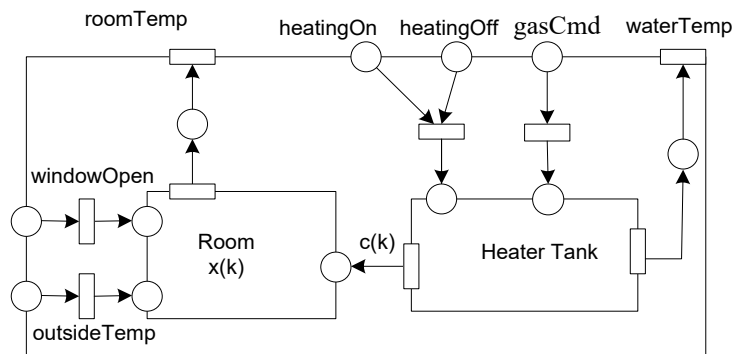 roomTemp
heatingOn
heatingOff
gasCmd
waterTemp
windowOpen
Room
x(k)
c(k)
Heater Tank
outsideTemp